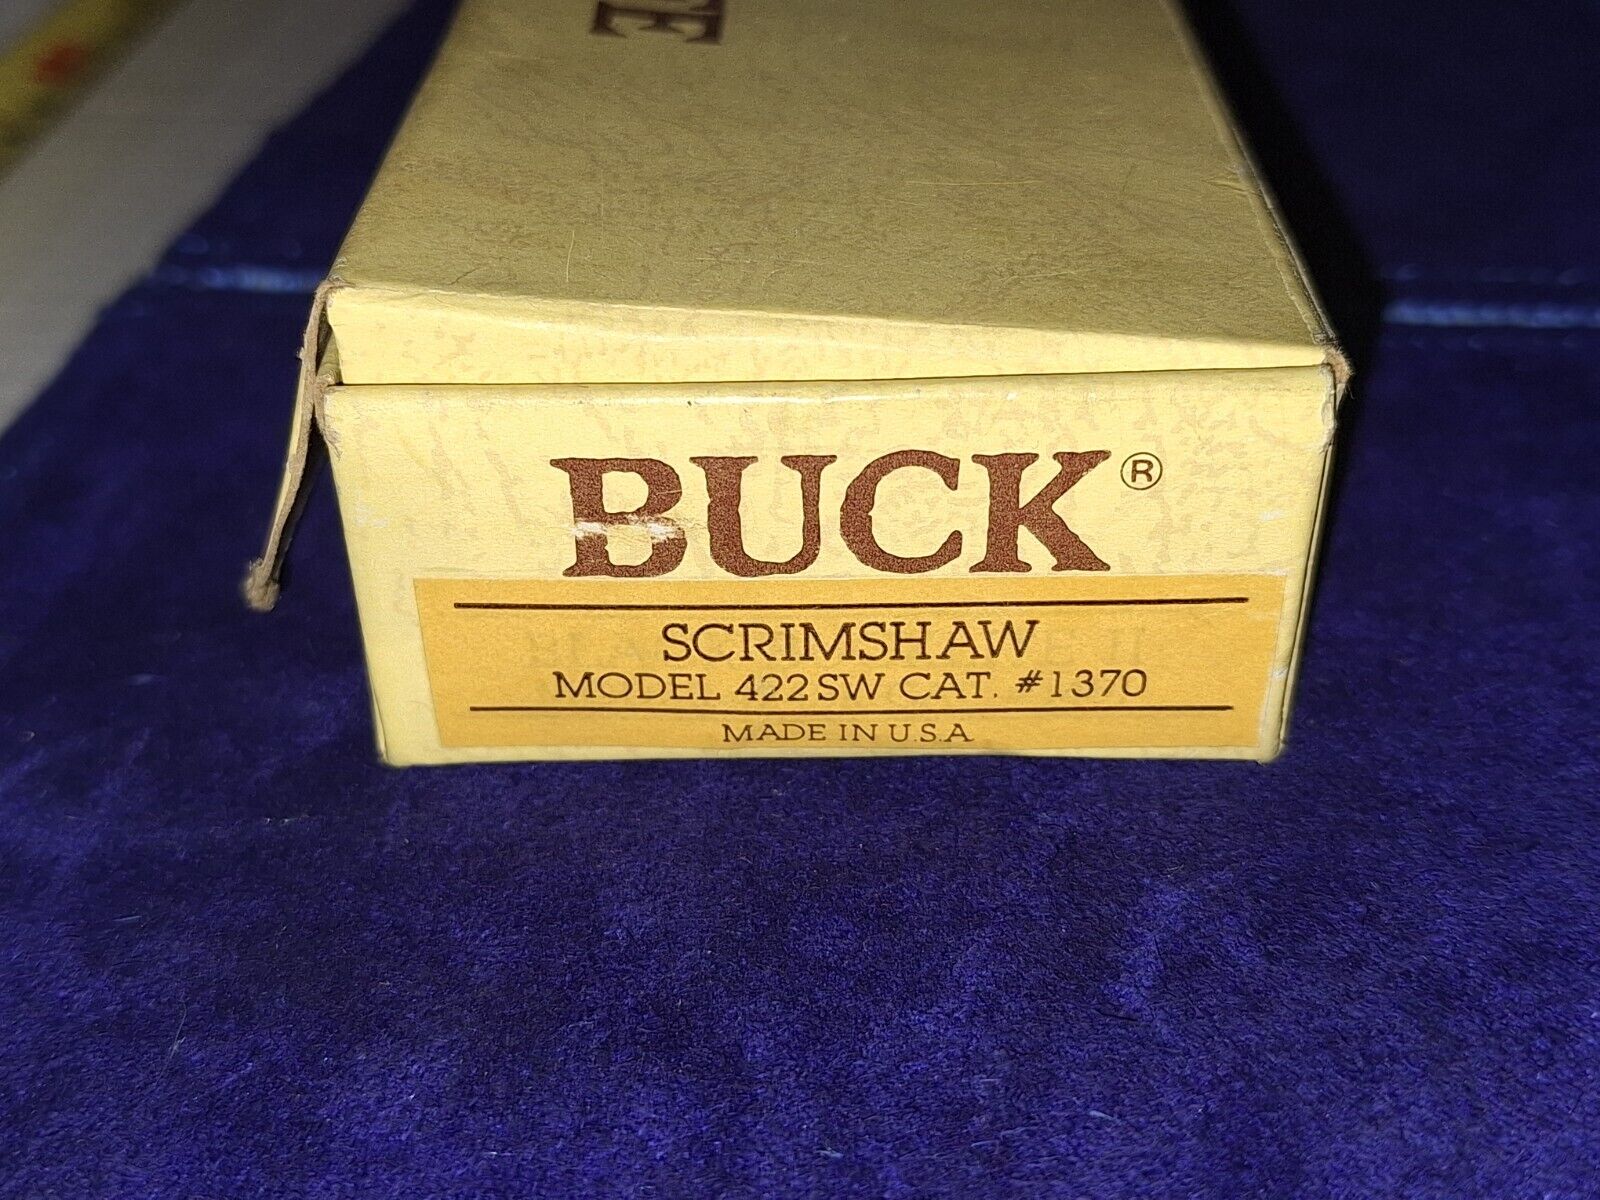 BUCK®
SCRIMSHAW
MODEL 422SW CAT. #1370
MADE IN U.S.A